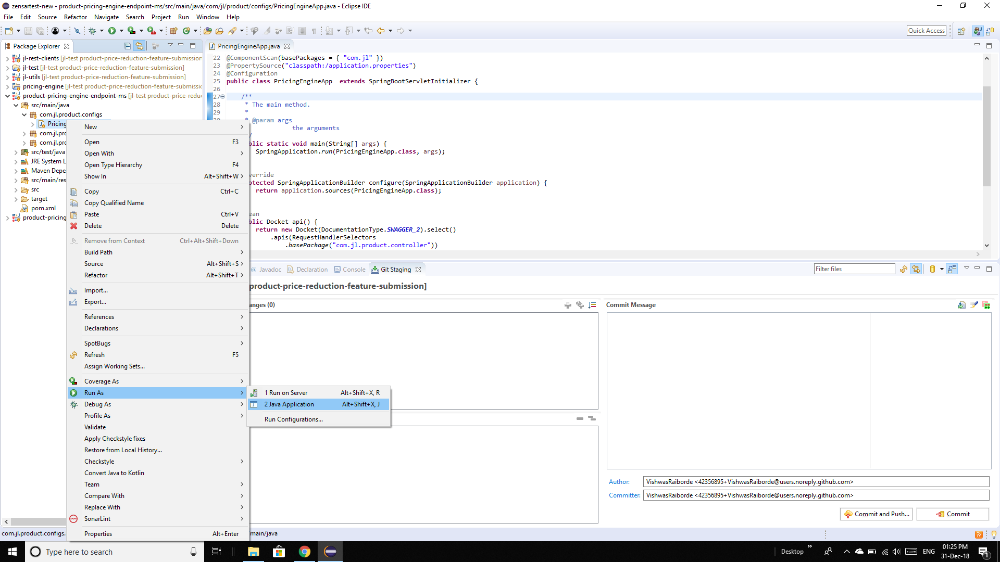 zensartest-new - product-pricing-engine-endpoint-ms/src/main/java/com/jl/product/configs/PricingEngineApp.java - Eclipse IDE
File Edit Source Refactor Navigate Search Project Run Window Help
Quick Access
Package Explorer
jl-rest-clients [jl-test product-price-reduction-feature-submission
jl-test [jl-test product-price-reduction-feature-submission]
jl-utils [jl-test product-price-reduction-feature-submission]
pricing-engine [jl-test product-price-reduction-feature-submissi
product-pricing-engine-endpoint-ms [jl-test product-price-redu
src/main/java
com.jl.product.configs
Pricing
com.jl.pro
com.jl.pro
src/test/java
JRE System L
Maven Depe
src/main/res
src
target
pom.xml
product-pricing
PricingEngineApp.java
22 @ComponentScan(basePackages = { "com.jl" })
23 @PropertySource("classpath:/application.properties")
24 @Configuration
25 public class PricingEngineApp  extends SpringBootServletInitializer {
26
27 /**
28 * The main method.
29 *
* @param args
the arguments
/
blic static void main(String[] args) {
SpringApplication.run(PricingEngineApp.class, args);
verride
otected SpringApplicationBuilder configure(SpringApplicationBuilder application) {
return application.sources(PricingEngineApp.class);
ean
blic Docket api() {
return new Docket(DocumentationType.SWAGGER_2).select()
.apis(RequestHandlerSelectors
.basePackage("com.jl.product.controller"))
New
Open F3
Open With
Open Type Hierarchy F4
Show In Alt+Shift+W
Copy Ctrl+C
Copy Qualified Name
Paste Ctrl+V
Delete Delete
Remove from Context Ctrl+Alt+Shift+Down
Build Path
Source Alt+Shift+S
Refactor Alt+Shift+T
Import...
Export...
References
Declarations
SpotBugs
Refresh F5
Assign Working Sets...
Coverage As
Run As
Debug As
Profile As
Validate
Apply Checkstyle fixes
Restore from Local History...
Checkstyle
Convert Java to Kotlin
Team
Compare With
Replace With
SonarLint
Properties Alt+Enter
1 Run on Server Alt+Shift+X, R
2 Java Application Alt+Shift+X, J
Run Configurations...
@ Javadoc Declaration Console Git Staging
Filter files
product-price-reduction-feature-submission]
anges (0)
Commit Message
Author: VishwasRaiborde <42356895+VishwasRaiborde@users.noreply.github.com>
Committer: VishwasRaiborde <42356895+VishwasRaiborde@users.noreply.github.com>
Commit and Push... Commit
com.jl.product.configs. main/java
Type here to search
Desktop » ENG 01:25 PM
31-Dec-18
1